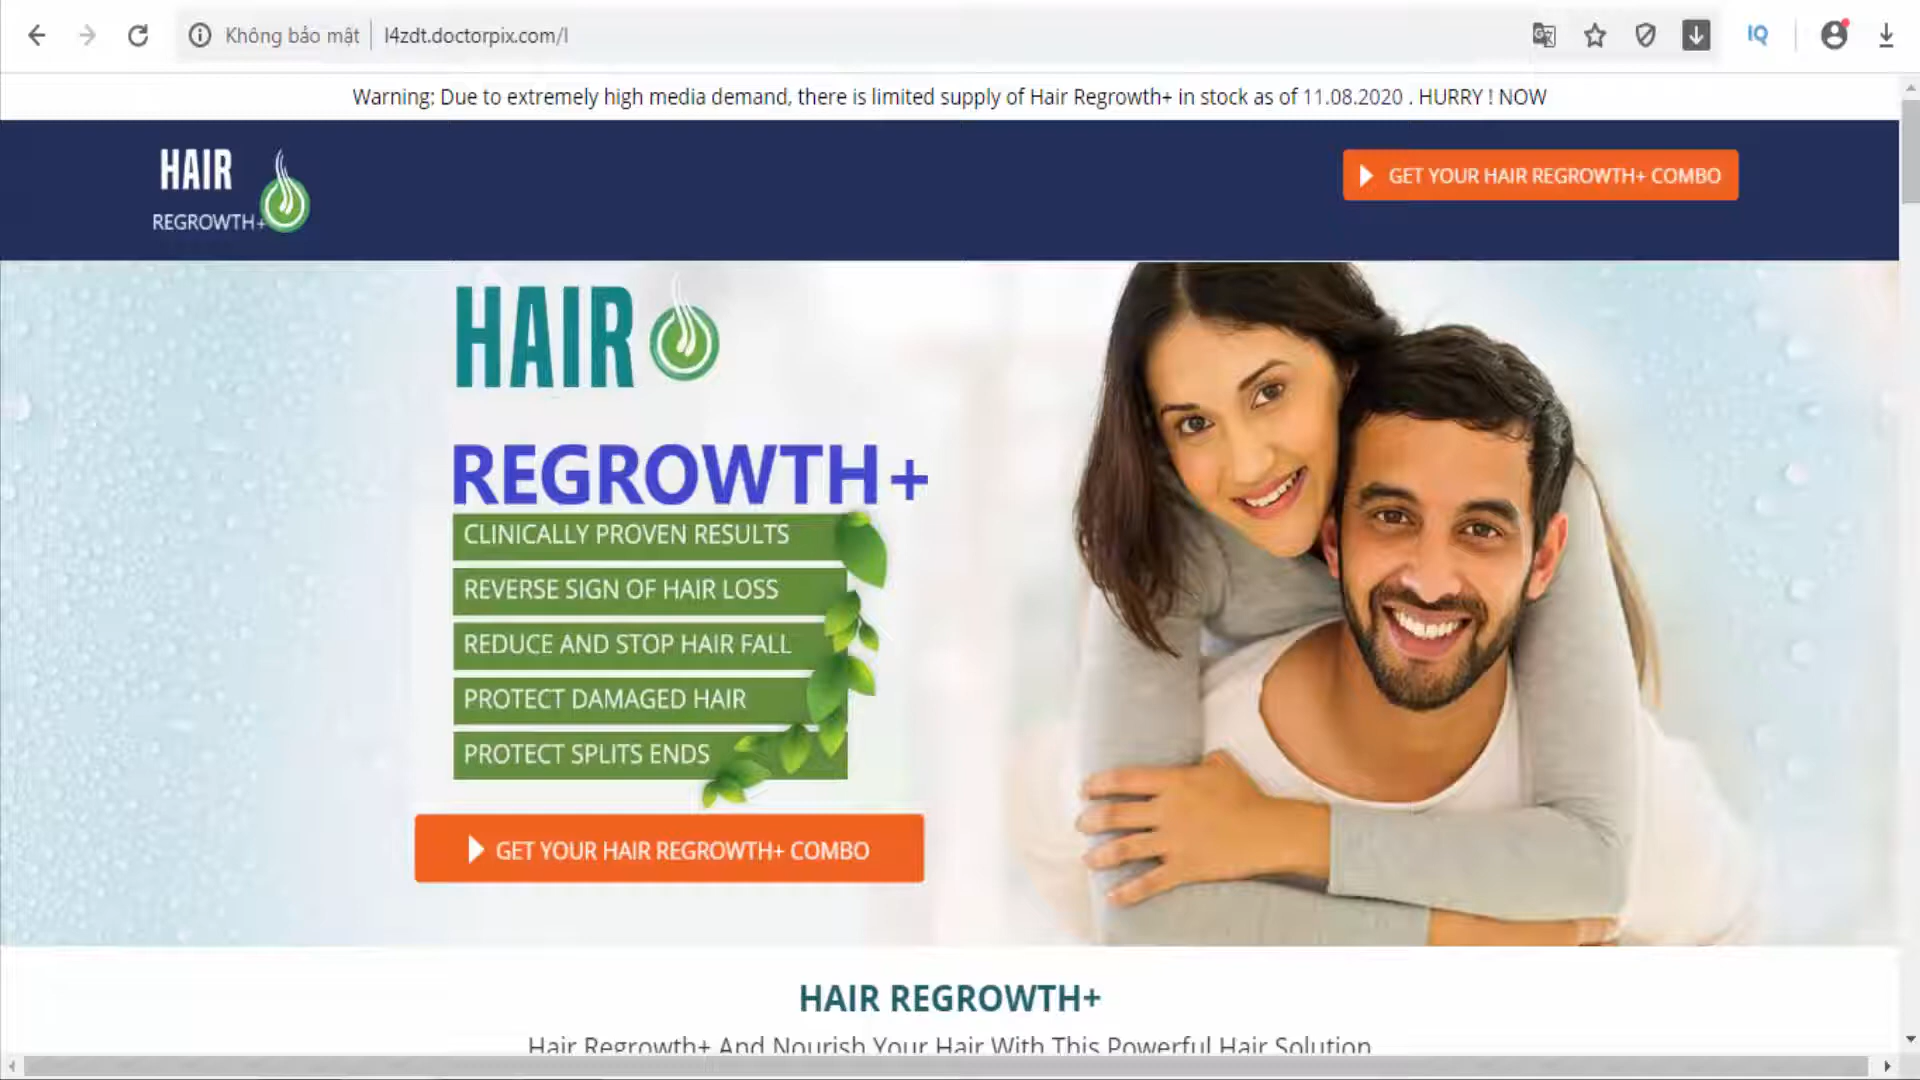 Không bảo mật
l4zdt.doctorpix.com/l
IQ
Warning: Due to extremely high media demand, there is limited supply of Hair Regrowth+ in stock as of 11.08.2020 . HURRY ! NOW
HAIR
REGROWTH+
GET YOUR HAIR REGROWTH+ COMBO
HAIR
REGROWTH+
CLINICALLY PROVEN RESULTS
REVERSE SIGN OF HAIR LOSS
REDUCE AND STOP HAIR FALL
PROTECT DAMAGED HAIR
PROTECT SPLITS ENDS
GET YOUR HAIR REGROWTH+ COMBO
HAIR REGROWTH+
Hair Regrowth+ And Nourish Your Hair With This Powerful Hair Solution